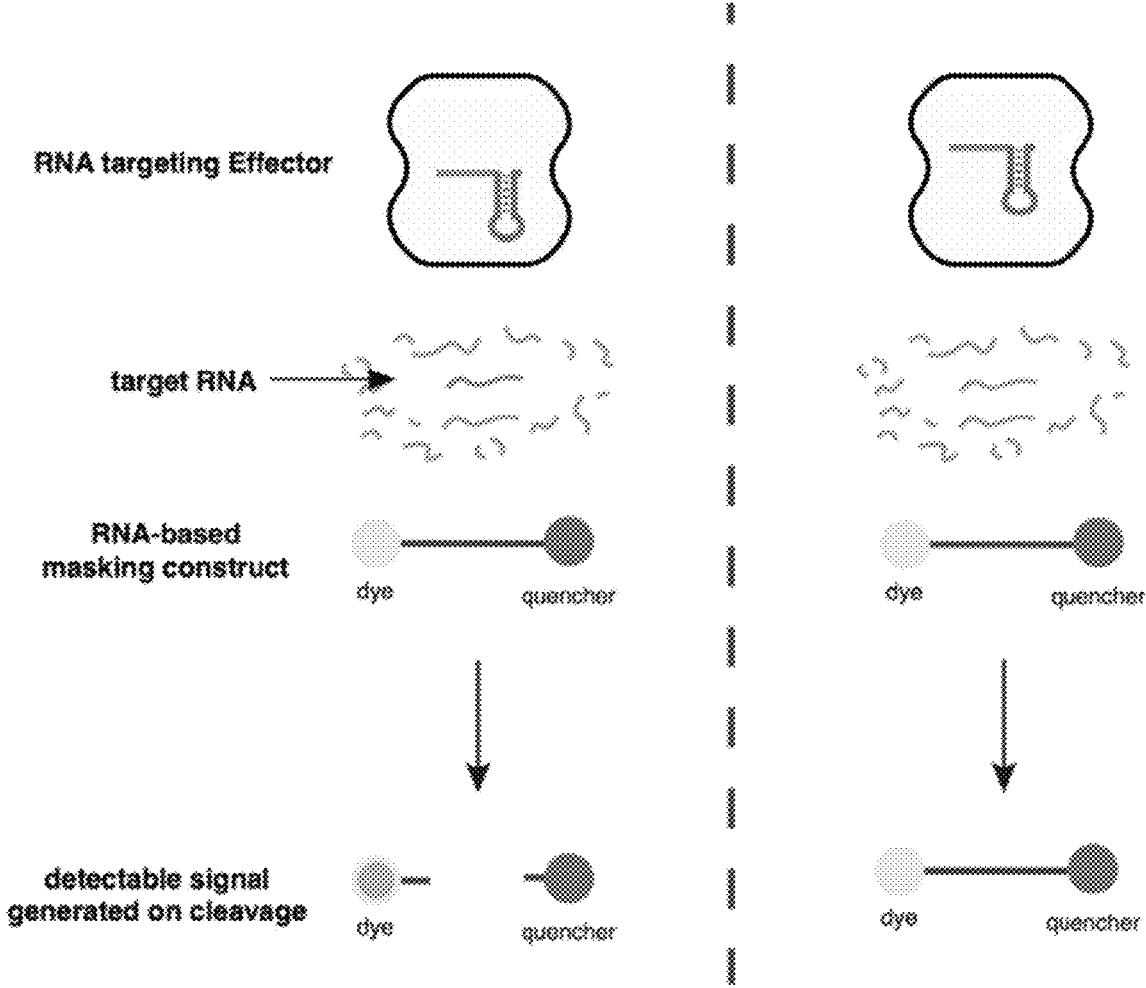 RNA targeting Effector
target RNA
RNA-based
masking construct
dye
quencher
dye
quencher
detectable signal
generated on cleavage
dye
quencher
dye
quencher